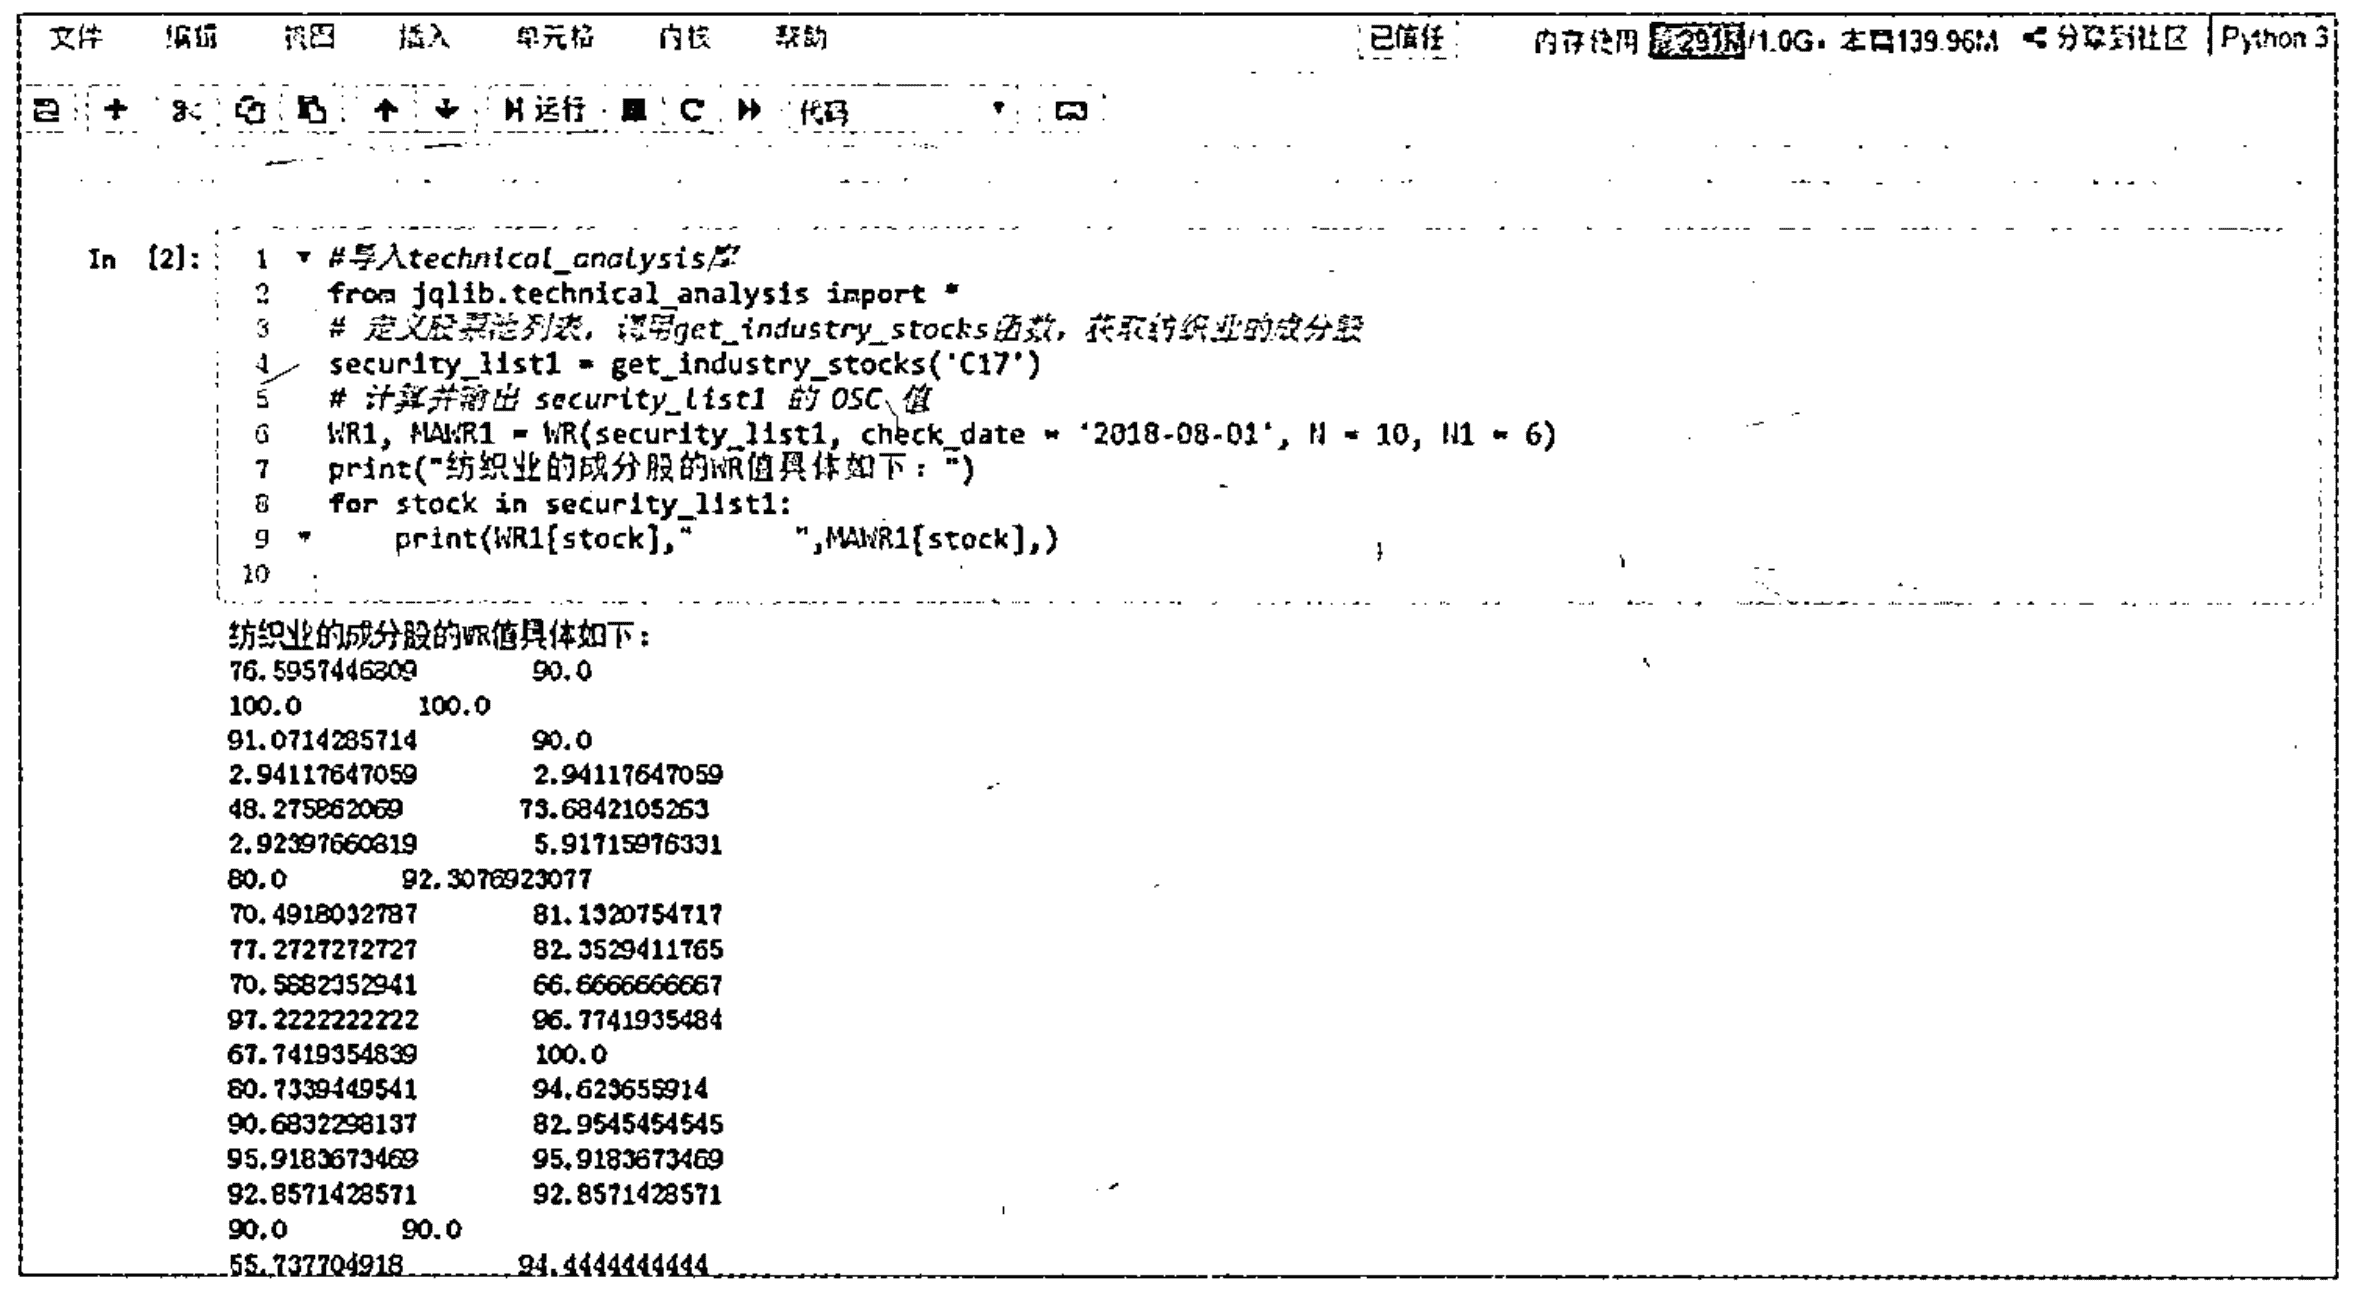 文件 编辑 视图 插入 单元格 内核 帮助 已信任 内存使用 291M/1.0G, 本篇139.96M 分享到社区 Python 3
运行 代码
In [2]:
1 #导入technical_analysis库
2 from jqlib.technical_analysis import *
3 # 定义股票池列表, 调用get_industry_stocks函数, 获取纺织业的成分股
4 security_list1 = get_industry_stocks('C17')
5 # 计算并输出 security_list1 的 OSC 值
6 WR1, MAWR1 = WR(security_list1, check_date = '2018-08-01', N = 10, N1 = 6)
7 print("纺织业的成分股的WR值具体如下: ")
8 for stock in security_list1:
9 print(WR1[stock]," ",MAWR1[stock],)
10
纺织业的成分股的WR值具体如下:
76.5957446809 90.0
100.0 100.0
91.0714285714 90.0
2.94117647059 2.94117647059
48.275862069 73.6842105263
2.92397660819 5.91715976331
80.0 92.3076923077
70.4918032787 81.1320754717
77.2727272727 82.3529411765
70.5882352941 66.6666666667
97.2222222222 96.7741935484
67.7419354839 100.0
80.7339449541 94.623655914
90.6832298137 82.9545454545
95.9183673469 95.9183673469
92.8571428571 92.8571428571
90.0 90.0
55.737704918 94.4444444444